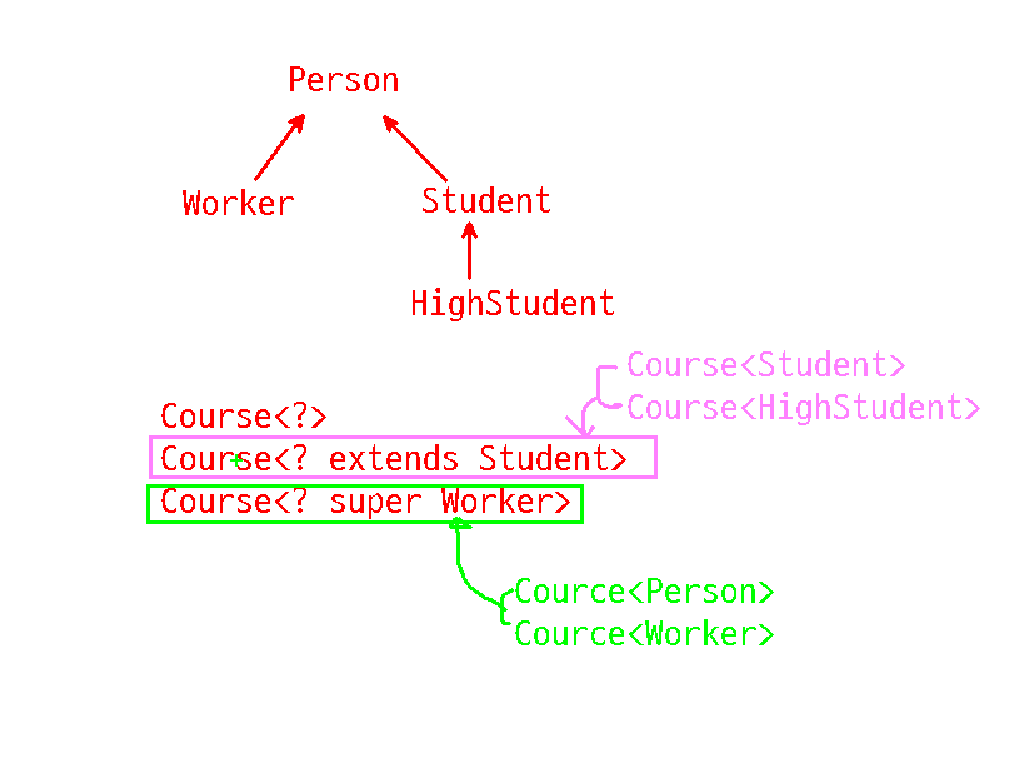 Person
Worker
Student
HighStudent
Course<Student>
Course<HighStudent>
Course<?>
Course<? extends Student>
Course<? super Worker>
Cource<Person>
Cource<Worker>